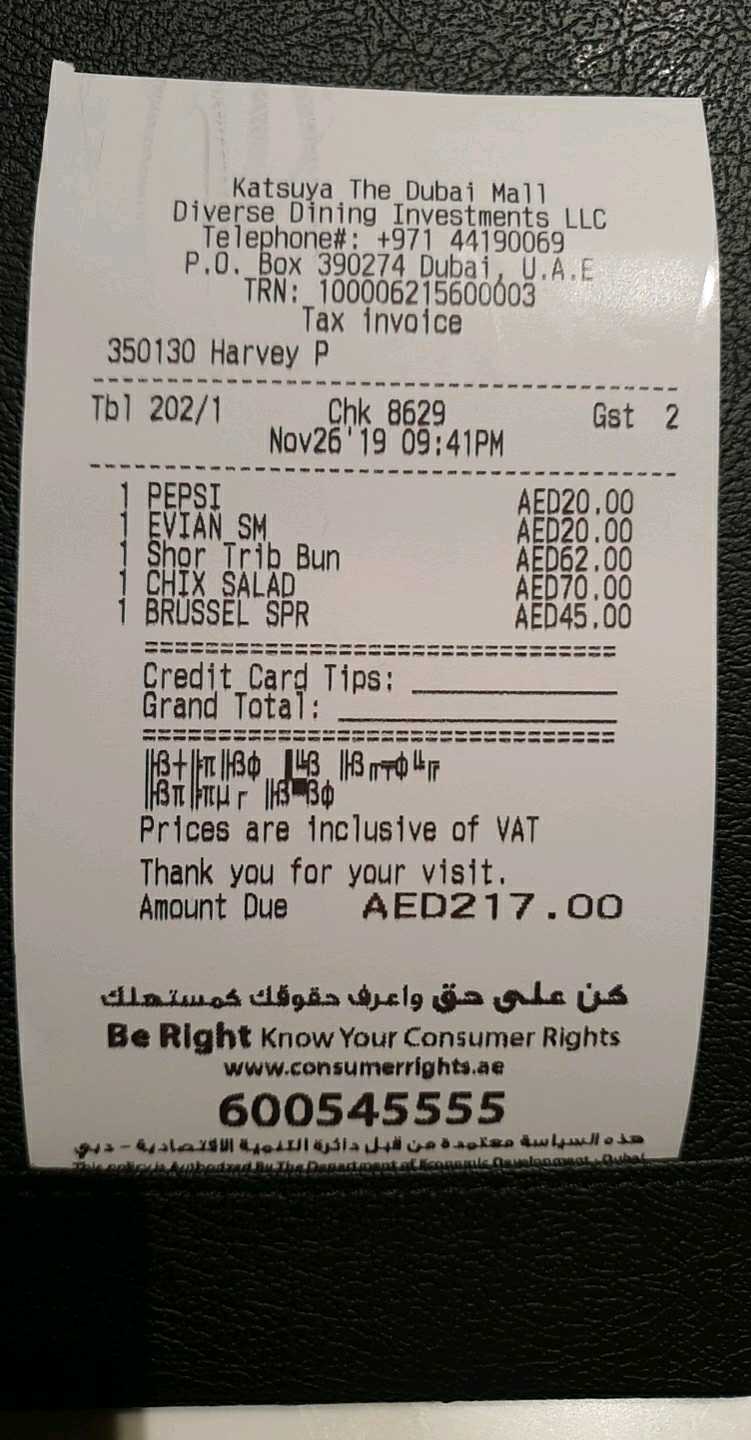 Katsuya The Dubai Mall
Diverse Dining Investments LLC
Telephone#: +971 44190069
P.O. Box 390274 Dubai, U.A.E
TRN: 100006215600003
Tax invoice
350130 Harvey P
Tbl 202/1 Chk 8629 Gst 2
Nov26'19 09:41PM
1 PEPSI AED20.00
1 EVIAN SM AED20.00
1 Shor Trib Bun AED62.00
1 CHIX SALAD AED70.00
1 BRUSSEL SPR AED45.00
Credit Card Tips:
Grand Total:
Prices are inclusive of VAT
Thank you for your visit.
Amount Due AED217.00
كن على حق واعرف حقوقك كمستهلك
Be Right Know Your Consumer Rights
www.consumerrights.ae
600545555
هذه السياسة معتمدة من قبل دائرة التنمية الاقتصادية - دبي
This policy is Authorized By The Department of Economic Development - Dubai